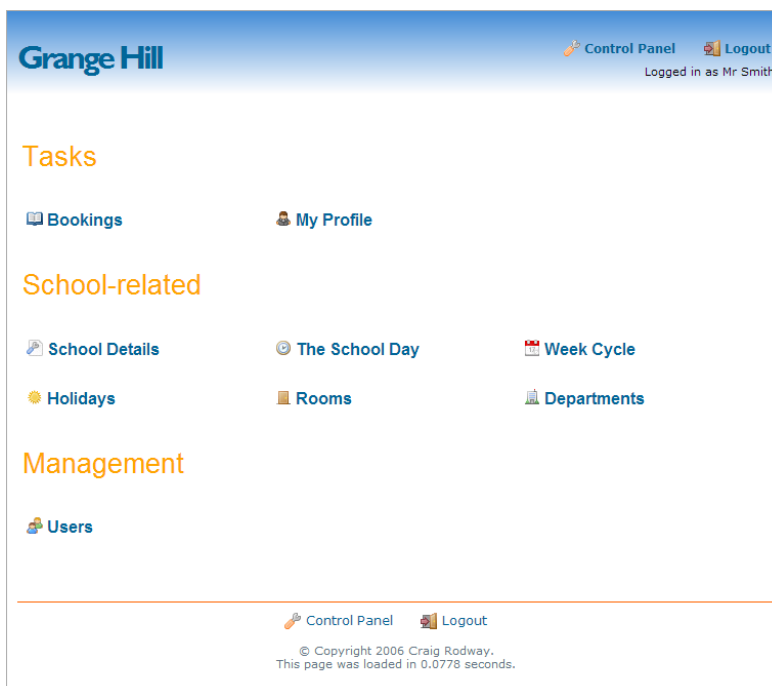 Grange Hill
Control Panel Logout
Logged in as Mr Smith
Tasks
Bookings My Profile
School-related
School Details The School Day Week Cycle
Holidays Rooms Departments
Management
Users
Control Panel Logout
© Copyright 2006 Craig Rodway.
This page was loaded in 0.0778 seconds.